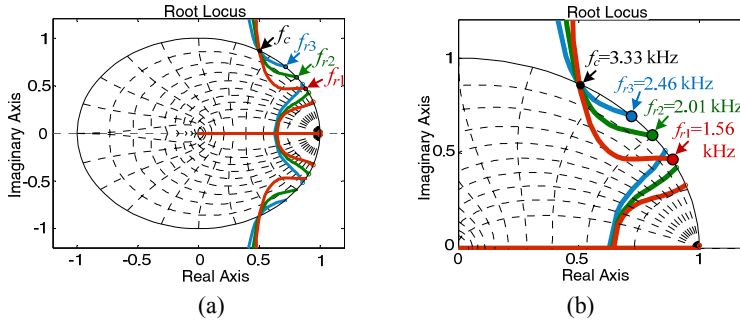 Root Locus
1
0.5
0
-0.5
-1
Imaginary Axis
-1
-0.5
0
0.5
1
Real Axis
fc
fr3
fr2
fr1
(a)
Root Locus
1.0
0.5
0
Imaginary Axis
0
0.5
1
Real Axis
fc=3.33 kHz
fr3=2.46 kHz
fr2=2.01 kHz
fr1=1.56
kHz
(b)